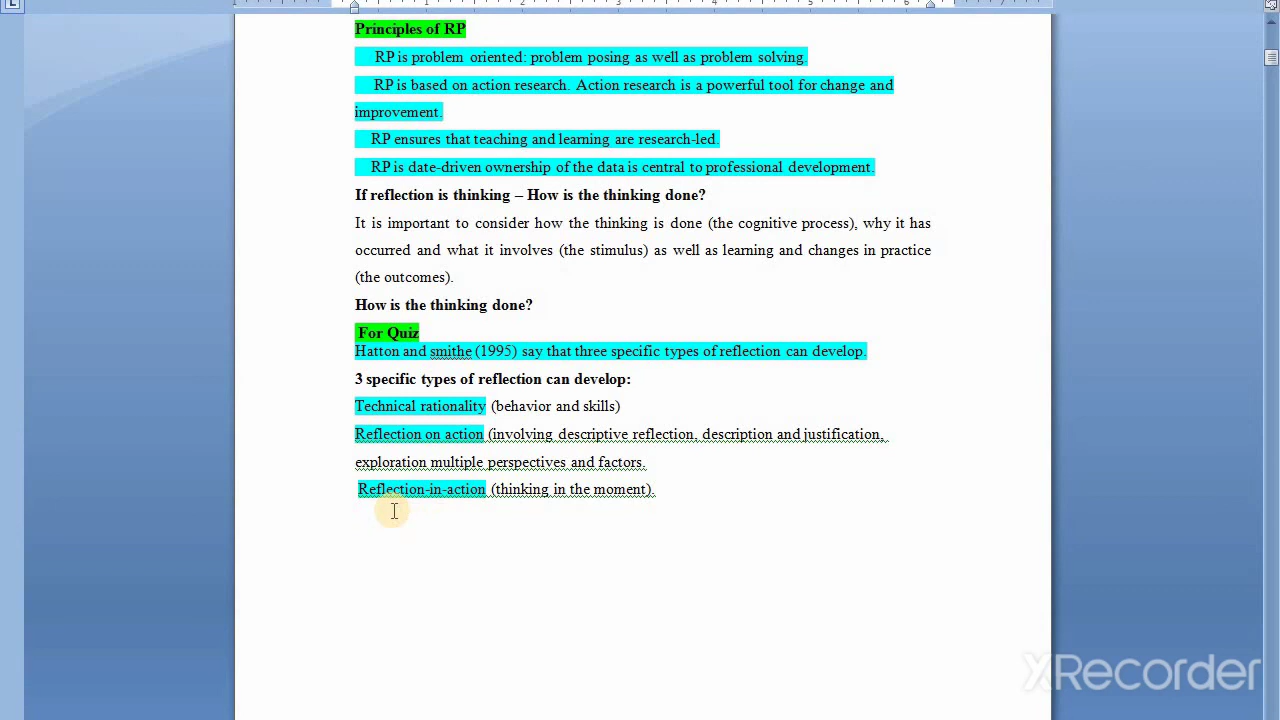 Principles of RP
RP is problem oriented: problem posing as well as problem solving.
RP is based on action research. Action research is a powerful tool for change and
improvement.
RP ensures that teaching and learning are research-led.
RP is date-driven ownership of the data is central to professional development.
If reflection is thinking – How is the thinking done?
It is important to consider how the thinking is done (the cognitive process), why it has
occurred and what it involves (the stimulus) as well as learning and changes in practice
(the outcomes).
How is the thinking done?
For Quiz
Hatton and smithe (1995) say that three specific types of reflection can develop.
3 specific types of reflection can develop:
Technical rationality (behavior and skills)
Reflection on action (involving descriptive reflection, description and justification,
exploration multiple perspectives and factors.
Reflection-in-action (thinking in the moment).
XRecorder